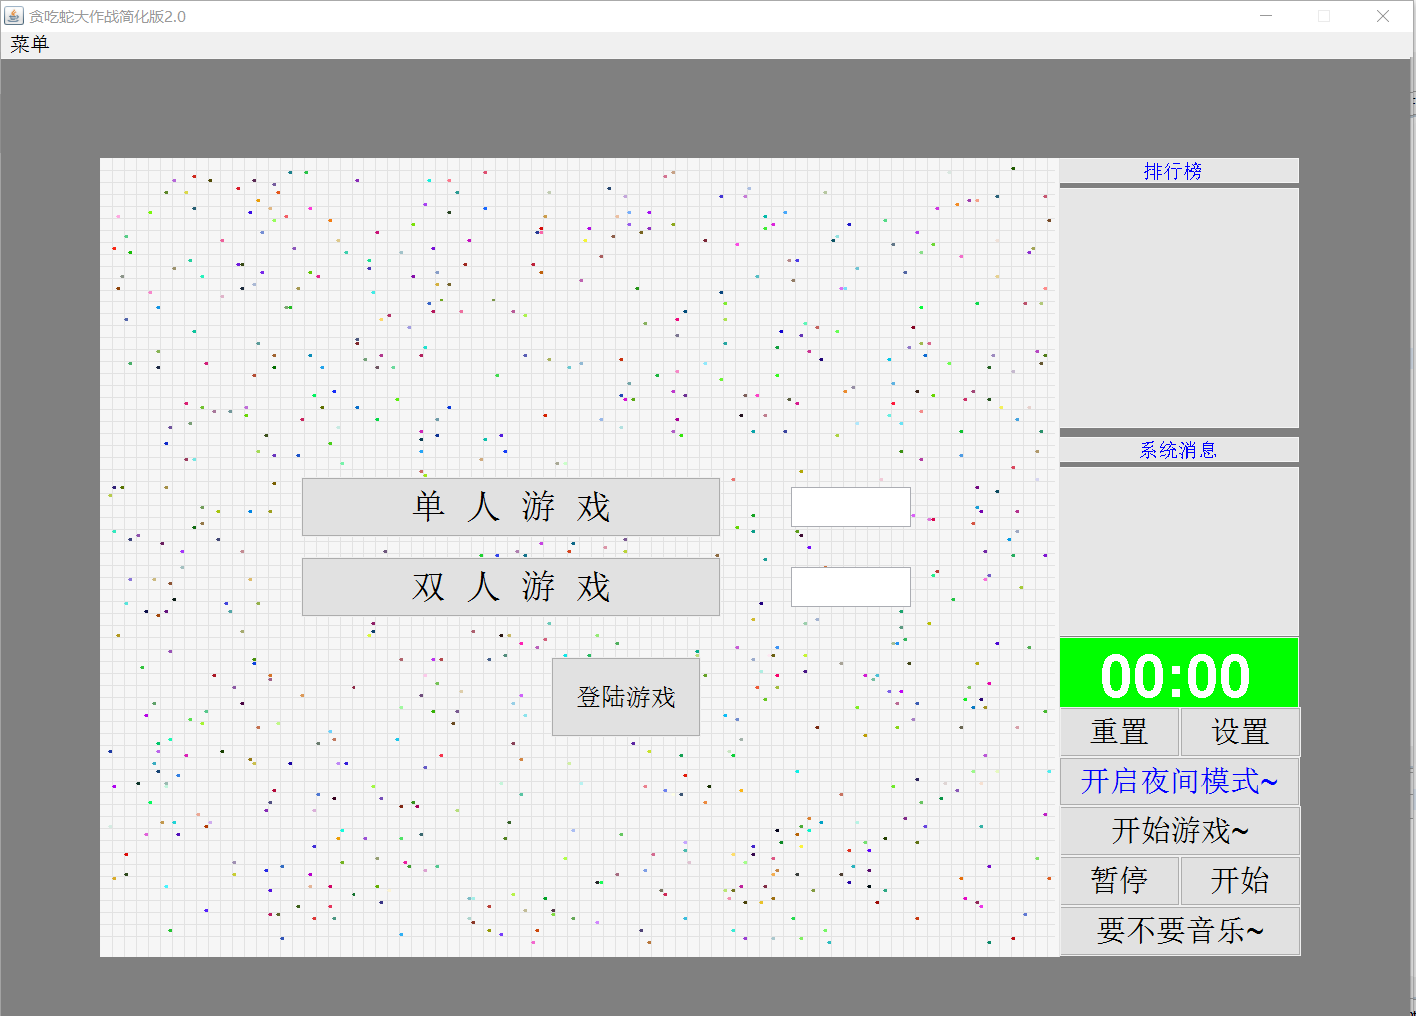 贪吃蛇大作战简化版2.0
菜单
排行榜
系统消息
单 人 游 戏
双 人 游 戏
登陆游戏
00:00
重置 设置
开启夜间模式~
开始游戏~
暂停 开始
要不要音乐~